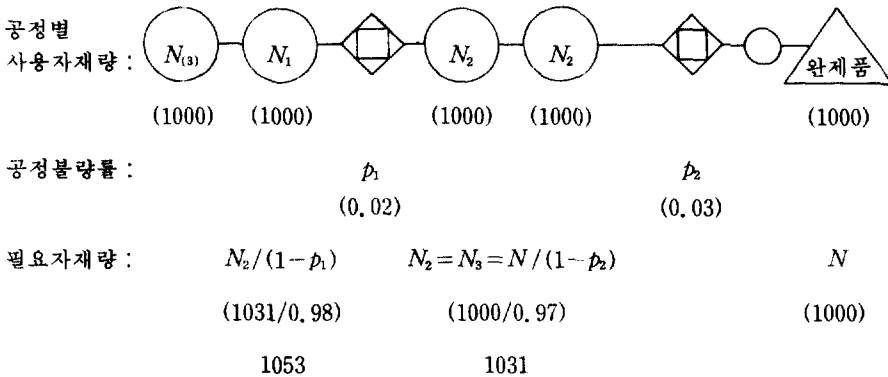 공정별
사용자재량 : N₍₃₎ N₁ N₂ N₂ 완제품
(1000) (1000) (1000) (1000) (1000)
공정불량률 : p₁ p₂
(0.02) (0.03)
필요자재량 : N₂/(1−p₁) N₂=N₃=N/(1−p₂) N
(1031/0.98) (1000/0.97) (1000)
1053 1031